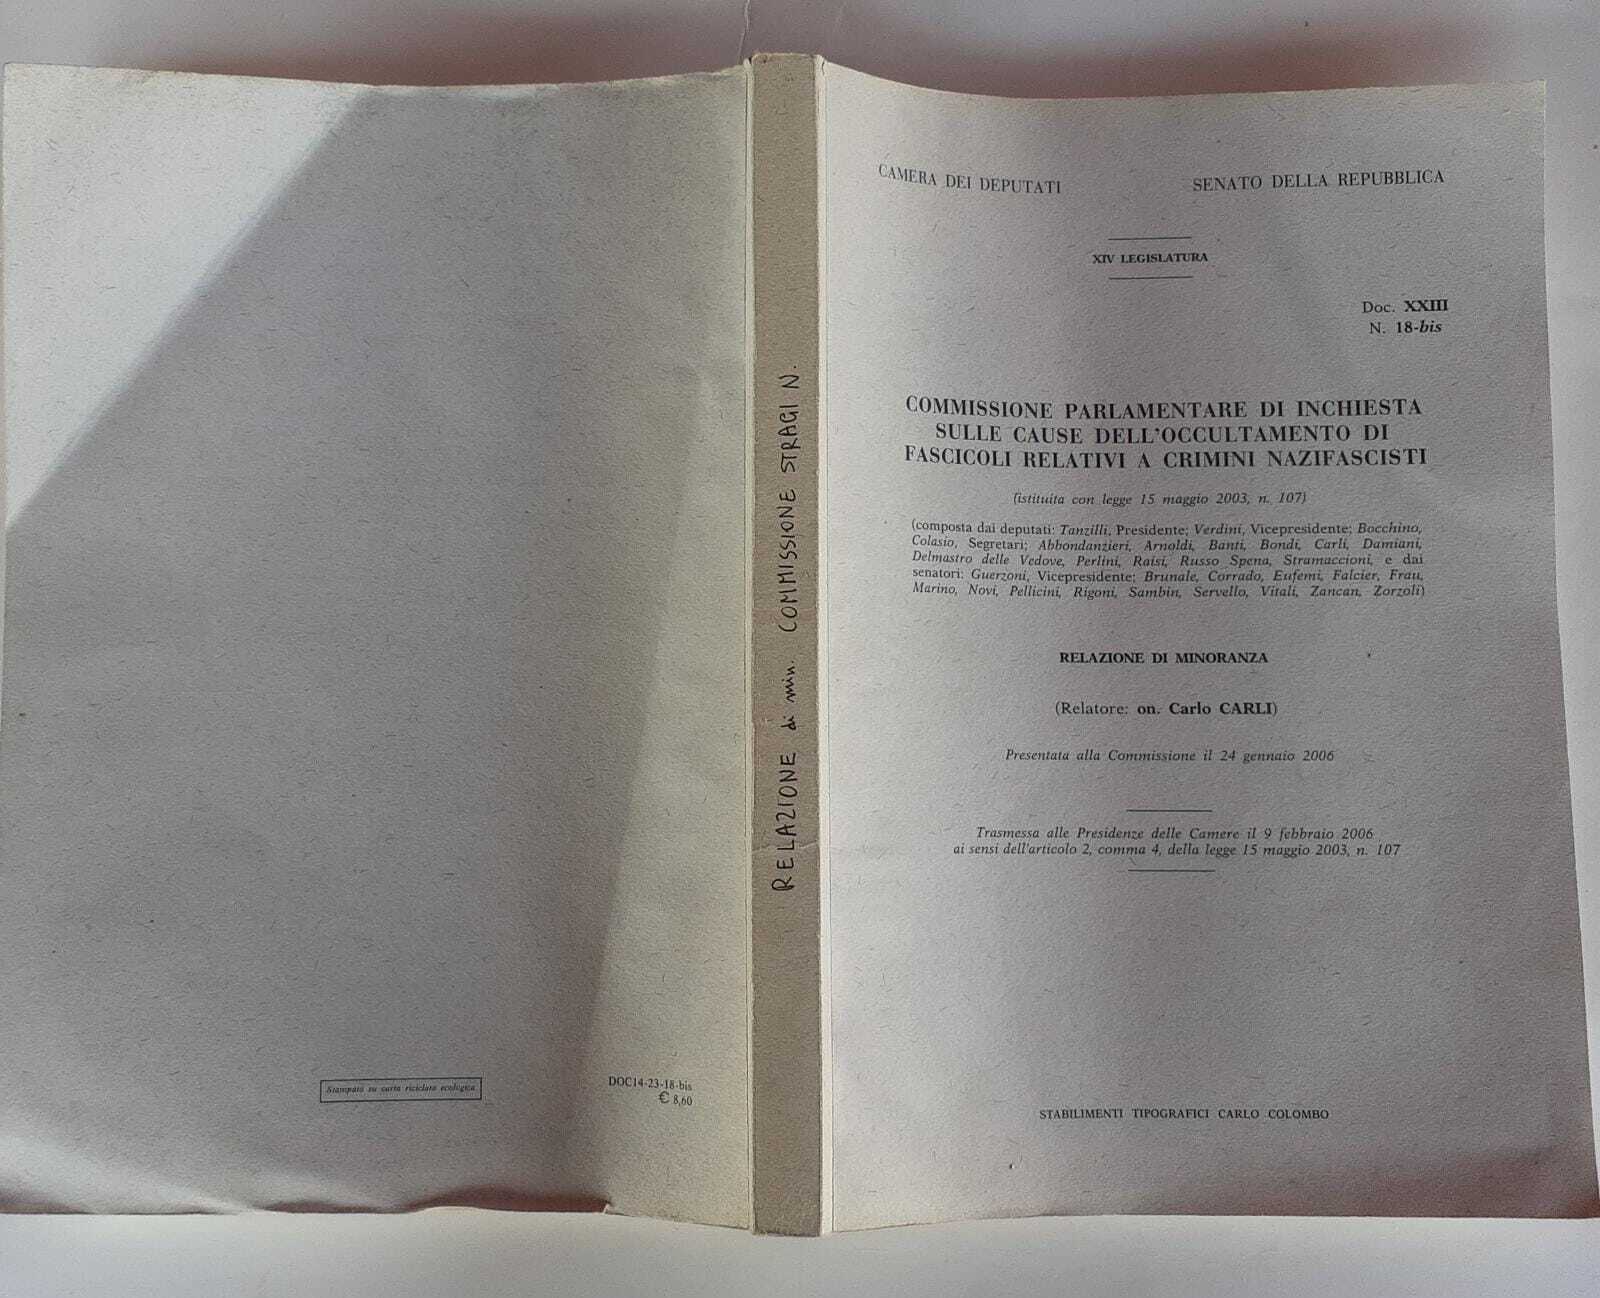 Stampato su carta riciclata ecologica
DOC14-23-18-bis
€ 8,60
RELAZIONE di min. COMMISSIONE STRAGI N.
CAMERA DEI DEPUTATI SENATO DELLA REPUBBLICA
XIV LEGISLATURA
Doc. XXIII
N. 18-bis
COMMISSIONE PARLAMENTARE DI INCHIESTA
SULLE CAUSE DELL'OCCULTAMENTO DI
FASCICOLI RELATIVI A CRIMINI NAZIFASCISTI
(istituita con legge 15 maggio 2003, n. 107)
(composta dai deputati: Tanzilli, Presidente; Verdini, Vicepresidente; Bocchino,
Colasio, Segretari; Abbondanzieri, Arnoldi, Banti, Bondi, Carli, Damiani,
Delmastro delle Vedove, Perlini, Raisi, Russo Spena, Stramaccioni, e dai
senatori: Guerzoni, Vicepresidente; Brunale, Corrado, Eufemi, Falcier, Frau,
Marino, Novi, Pellicini, Rigoni, Sambin, Servello, Vitali, Zancan, Zorzoli)
RELAZIONE DI MINORANZA
(Relatore: on. Carlo CARLI)
Presentata alla Commissione il 24 gennaio 2006
Trasmessa alle Presidenze delle Camere il 9 febbraio 2006
ai sensi dell'articolo 2, comma 4, della legge 15 maggio 2003, n. 107
STABILIMENTI TIPOGRAFICI CARLO COLOMBO